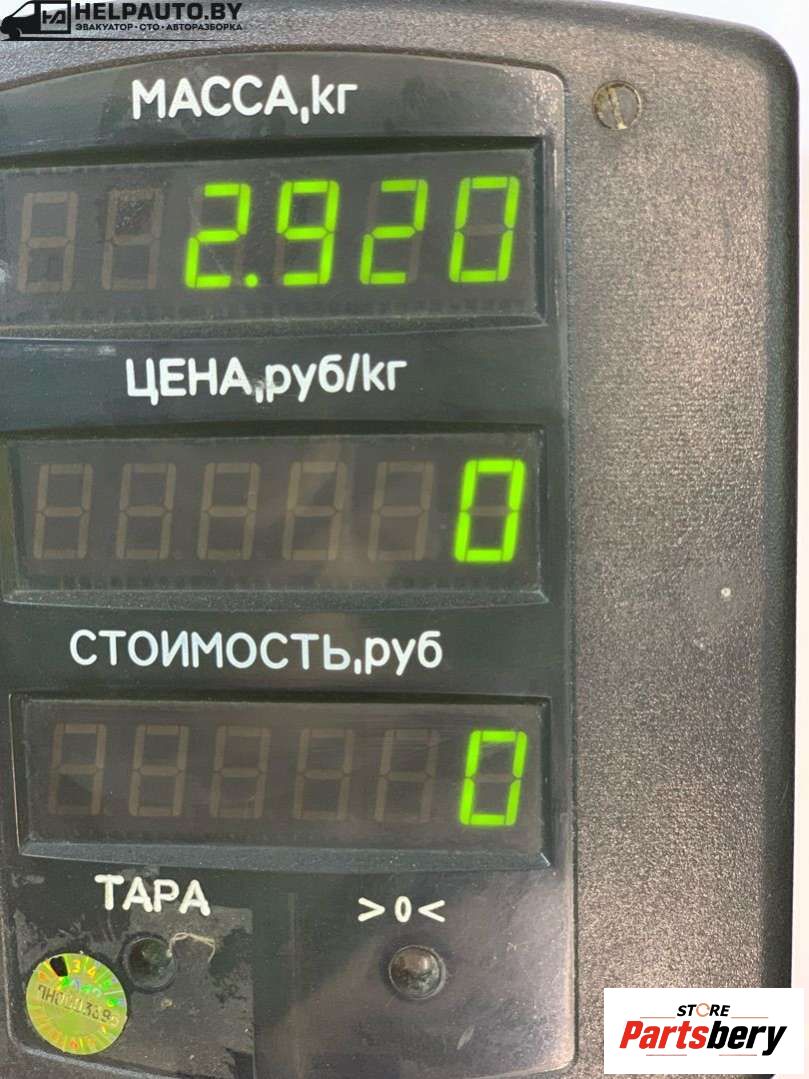 HELPAUTO.BY
ЭВАКУАТОР · СТО · АВТОРАЗБОРКА
МАССА,кг
2.920
ЦЕНА,руб/кг
0
СТОИМОСТЬ,руб
0
ТАРА >0<
STORE
Partsbery